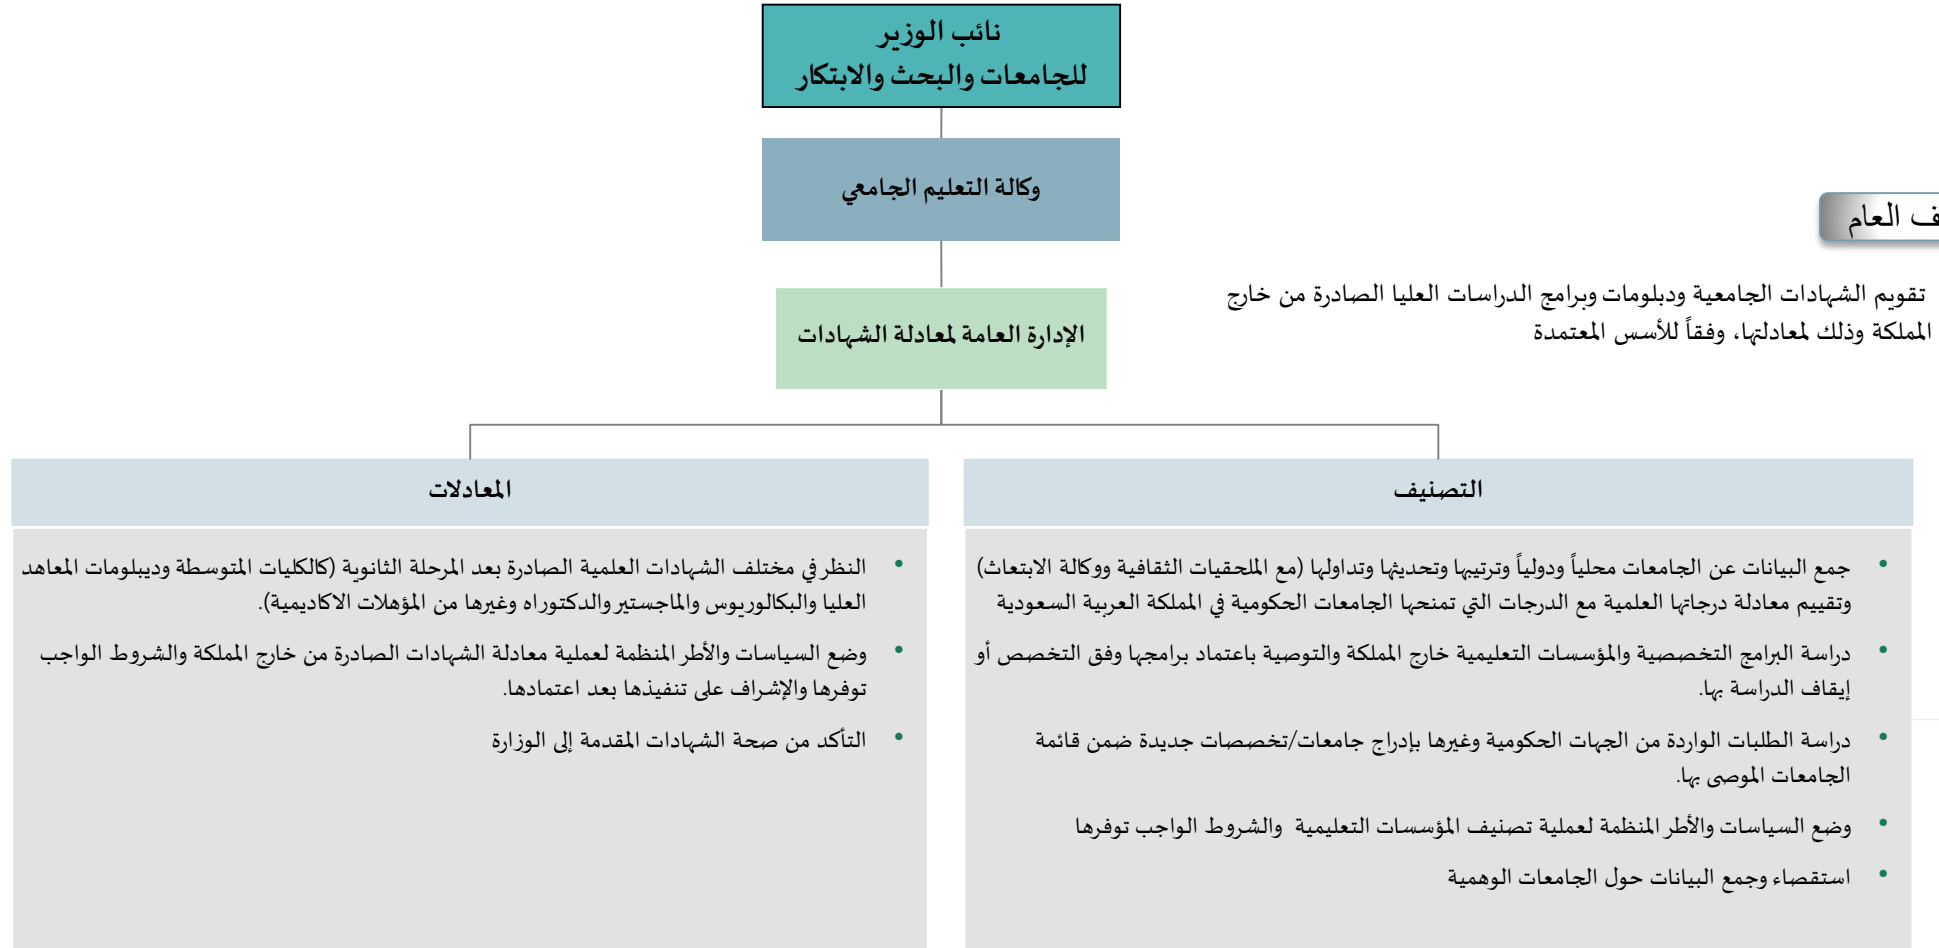 نائب الوزير
للجامعات والبحث والابتكار
وكالة التعليم الجامعي
العام
تقويم الشهادات الجامعية ودبلومات وبرامج الدراسات العليا الصادرة من خارج
المملكة وذلك لمعادلتها، وفقاً للأسس المعتمدة
الإدارة العامة لمعادلة الشهادات
التصنيف
• جمع البيانات عن الجامعات محلياً ودولياً وترتيبها وتحديثها وتداولها (مع الملحقيات الثقافية ووكالة الابتعاث)
وتقييم معادلة درجاتها العلمية مع الدرجات التي تمنحها الجامعات الحكومية في المملكة العربية السعودية
• دراسة البرامج التخصصية والمؤسسات التعليمية خارج المملكة والتوصية باعتماد برامجها وفق التخصص أو
إيقاف الدراسة بها.
• دراسة الطلبات الواردة من الجهات الحكومية وغيرها بإدراج جامعات/تخصصات جديدة ضمن قائمة
الجامعات الموصى بها.
• وضع السياسات والأطر المنظمة لعملية تصنيف المؤسسات التعليمية والشروط الواجب توفرها
• استقصاء وجمع البيانات حول الجامعات الوهمية
المعادلات
• النظر في مختلف الشهادات العلمية الصادرة بعد المرحلة الثانوية (كالكليات المتوسطة وديبلومات المعاهد
العليا والبكالوريوس والماجستير والدكتوراه وغيرها من المؤهلات الاكاديمية).
• وضع السياسات والأطر المنظمة لعملية معادلة الشهادات الصادرة من خارج المملكة والشروط الواجب
توفرها والإشراف على تنفيذها بعد اعتمادها.
• التأكد من صحة الشهادات المقدمة إلى الوزارة